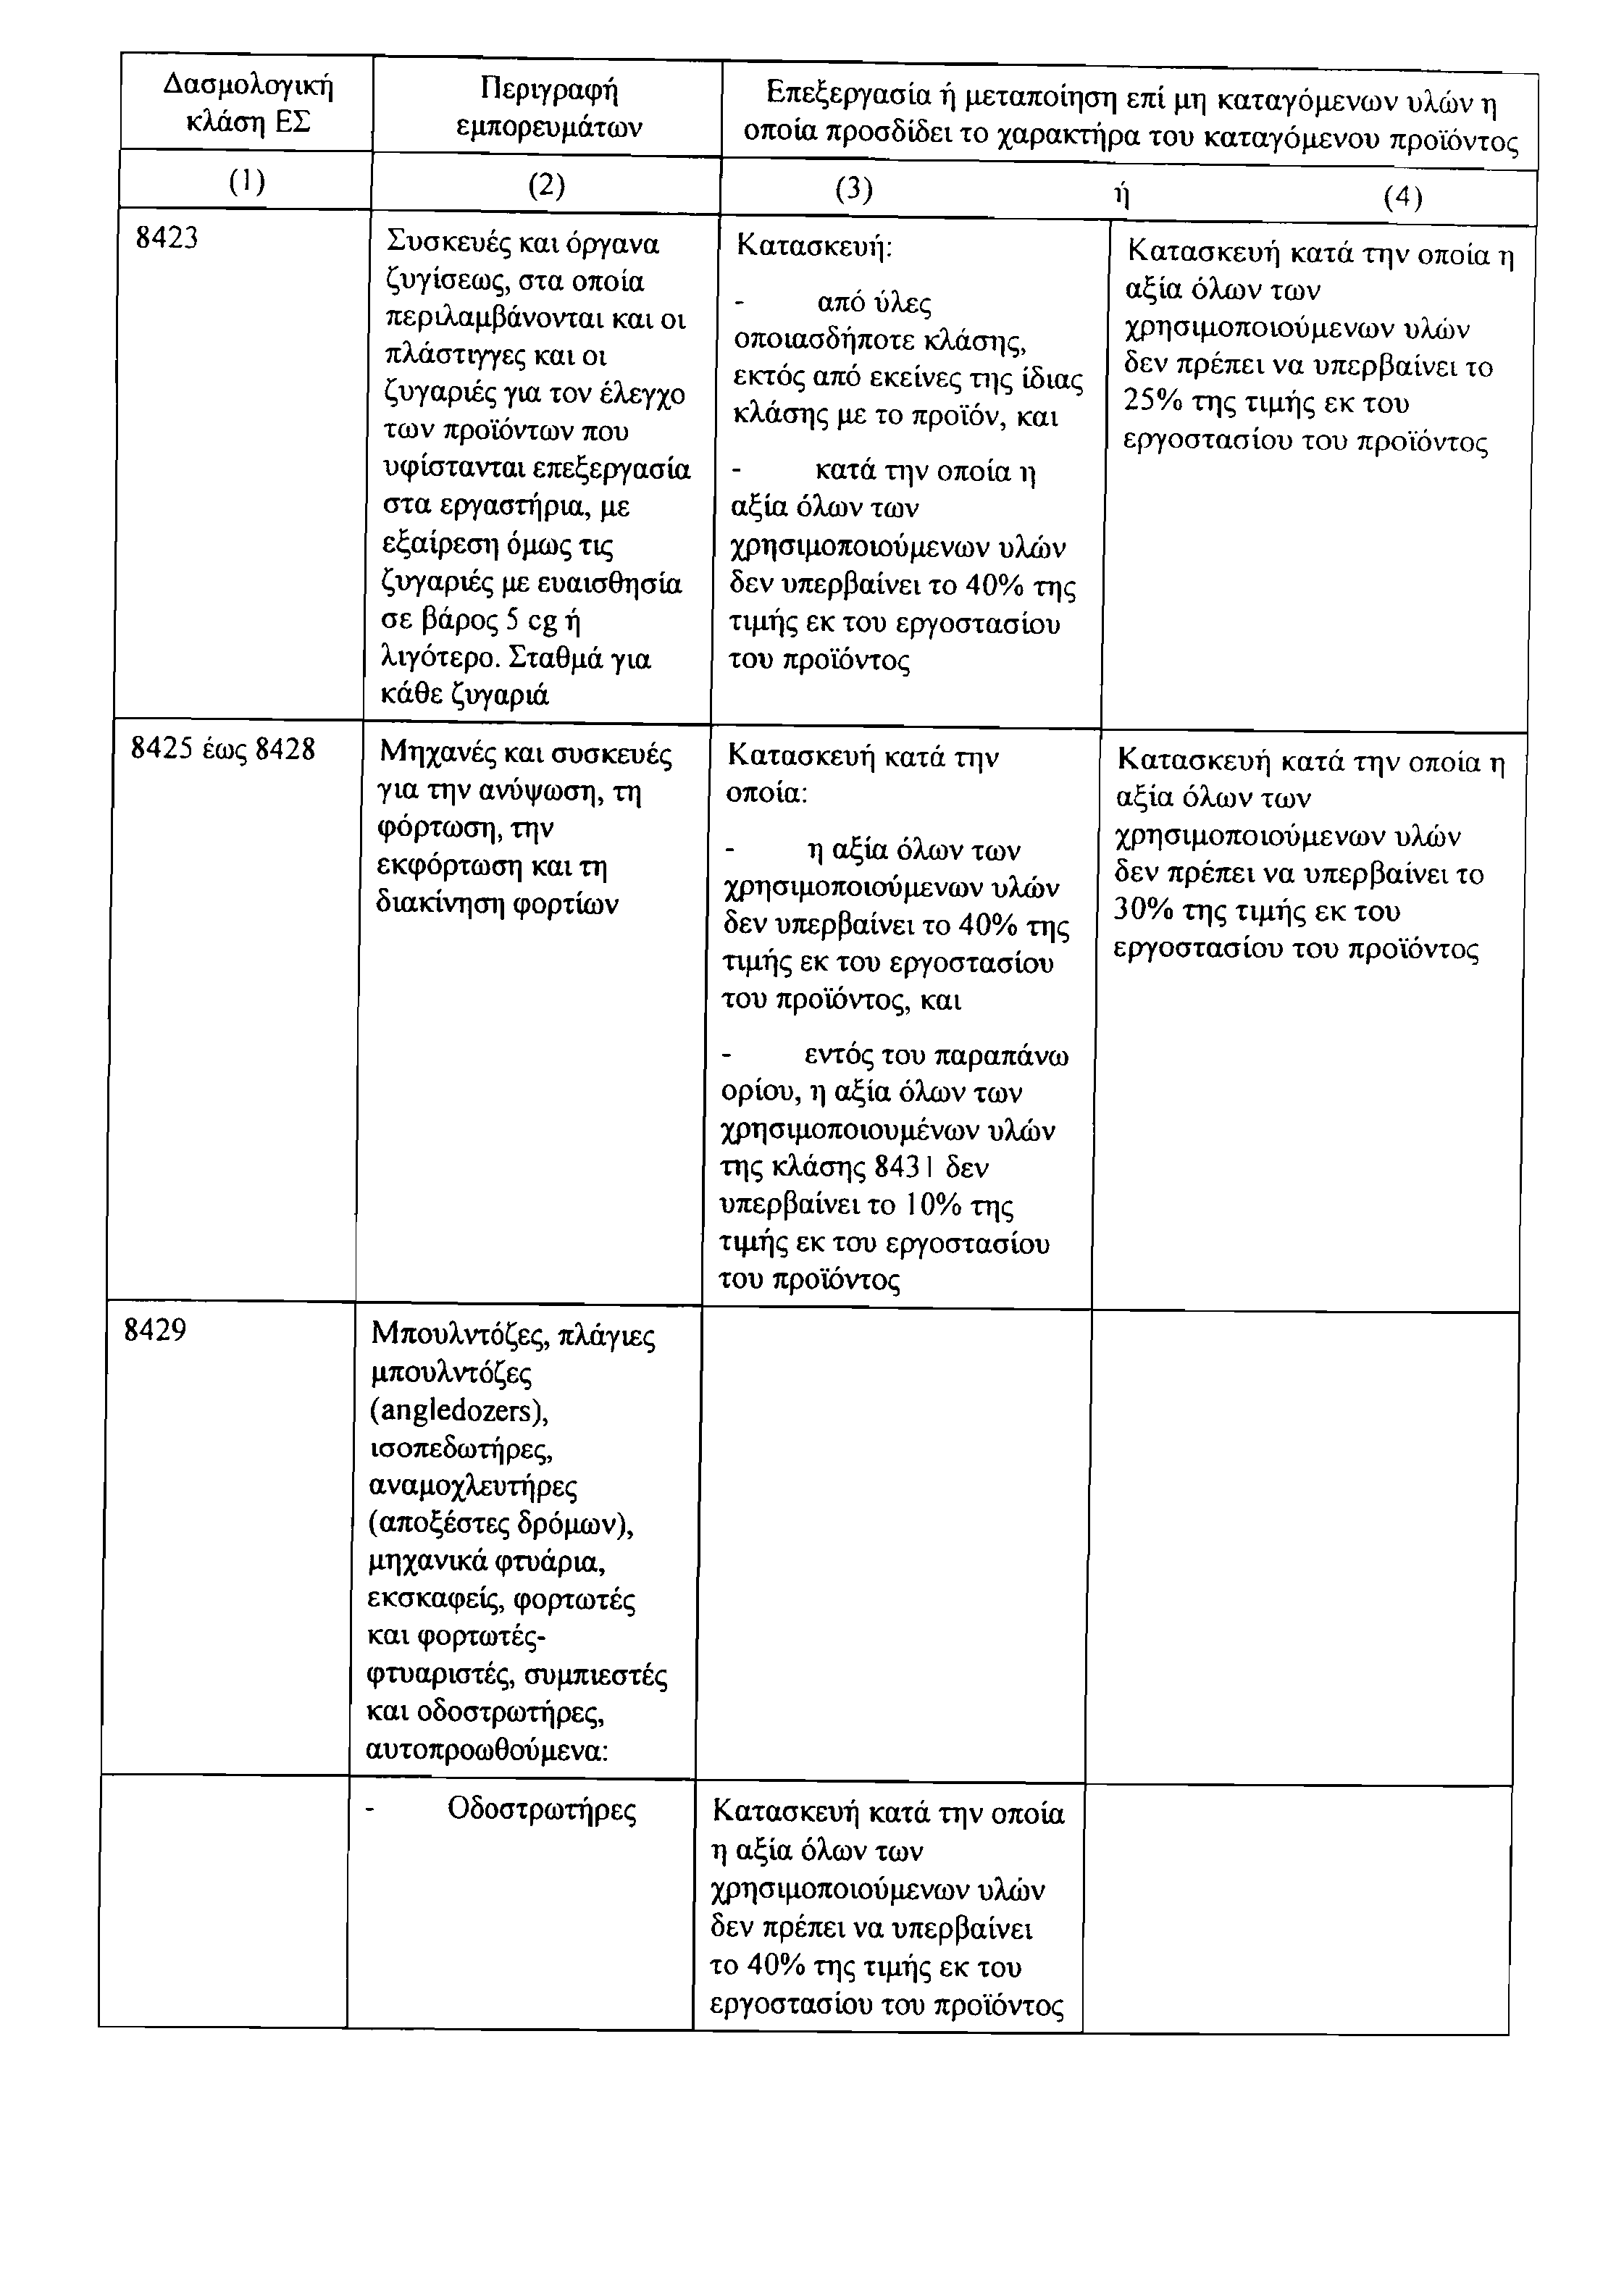 Δασμολογική
κλάση ΕΣ
Περιγραφή
εμπορευμάτων
Επεξεργασία ή μεταποίηση επί μη καταγόμενων υλών η
οποία προσδίδει το χαρακτήρα του καταγόμενου προϊόντος
(1)
(2)
(3) ή (4)
8423
Συσκευές και όργανα
ζυγίσεως, στα οποία
περιλαμβάνονται και οι
πλάστιγγες και οι
ζυγαριές για τον έλεγχο
των προϊόντων που
υφίστανται επεξεργασία
στα εργαστήρια, με
εξαίρεση όμως τις
ζυγαριές με ευαισθησία
σε βάρος 5 cg ή
λιγότερο. Σταθμά για
κάθε ζυγαριά
Κατασκευή:
- από ύλες
οποιασδήποτε κλάσης,
εκτός από εκείνες της ίδιας
κλάσης με το προϊόν, και
- κατά την οποία η
αξία όλων των
χρησιμοποιούμενων υλών
δεν υπερβαίνει το 40% της
τιμής εκ του εργοστασίου
του προϊόντος
Κατασκευή κατά την οποία η
αξία όλων των
χρησιμοποιούμενων υλών
δεν πρέπει να υπερβαίνει το
25% της τιμής εκ του
εργοστασίου του προϊόντος
8425 έως 8428
Μηχανές και συσκευές
για την ανύψωση, τη
φόρτωση, την
εκφόρτωση και τη
διακίνηση φορτίων
Κατασκευή κατά την
οποία:
- η αξία όλων των
χρησιμοποιούμενων υλών
δεν υπερβαίνει το 40% της
τιμής εκ του εργοστασίου
του προϊόντος, και
- εντός του παραπάνω
ορίου, η αξία όλων των
χρησιμοποιουμένων υλών
της κλάσης 8431 δεν
υπερβαίνει το 10% της
τιμής εκ του εργοστασίου
του προϊόντος
Κατασκευή κατά την οποία η
αξία όλων των
χρησιμοποιούμενων υλών
δεν πρέπει να υπερβαίνει το
30% της τιμής εκ του
εργοστασίου του προϊόντος
8429
Μπουλντόζες, πλάγιες
μπουλντόζες
(angledozers),
ισοπεδωτήρες,
αναμοχλευτήρες
(αποξέστες δρόμων),
μηχανικά φτυάρια,
εκσκαφείς, φορτωτές
και φορτωτές-
φτυαριστές, συμπιεστές
και οδοστρωτήρες,
αυτοπροωθούμενα:
- Οδοστρωτήρες
Κατασκευή κατά την οποία
η αξία όλων των
χρησιμοποιούμενων υλών
δεν πρέπει να υπερβαίνει
το 40% της τιμής εκ του
εργοστασίου του προϊόντος